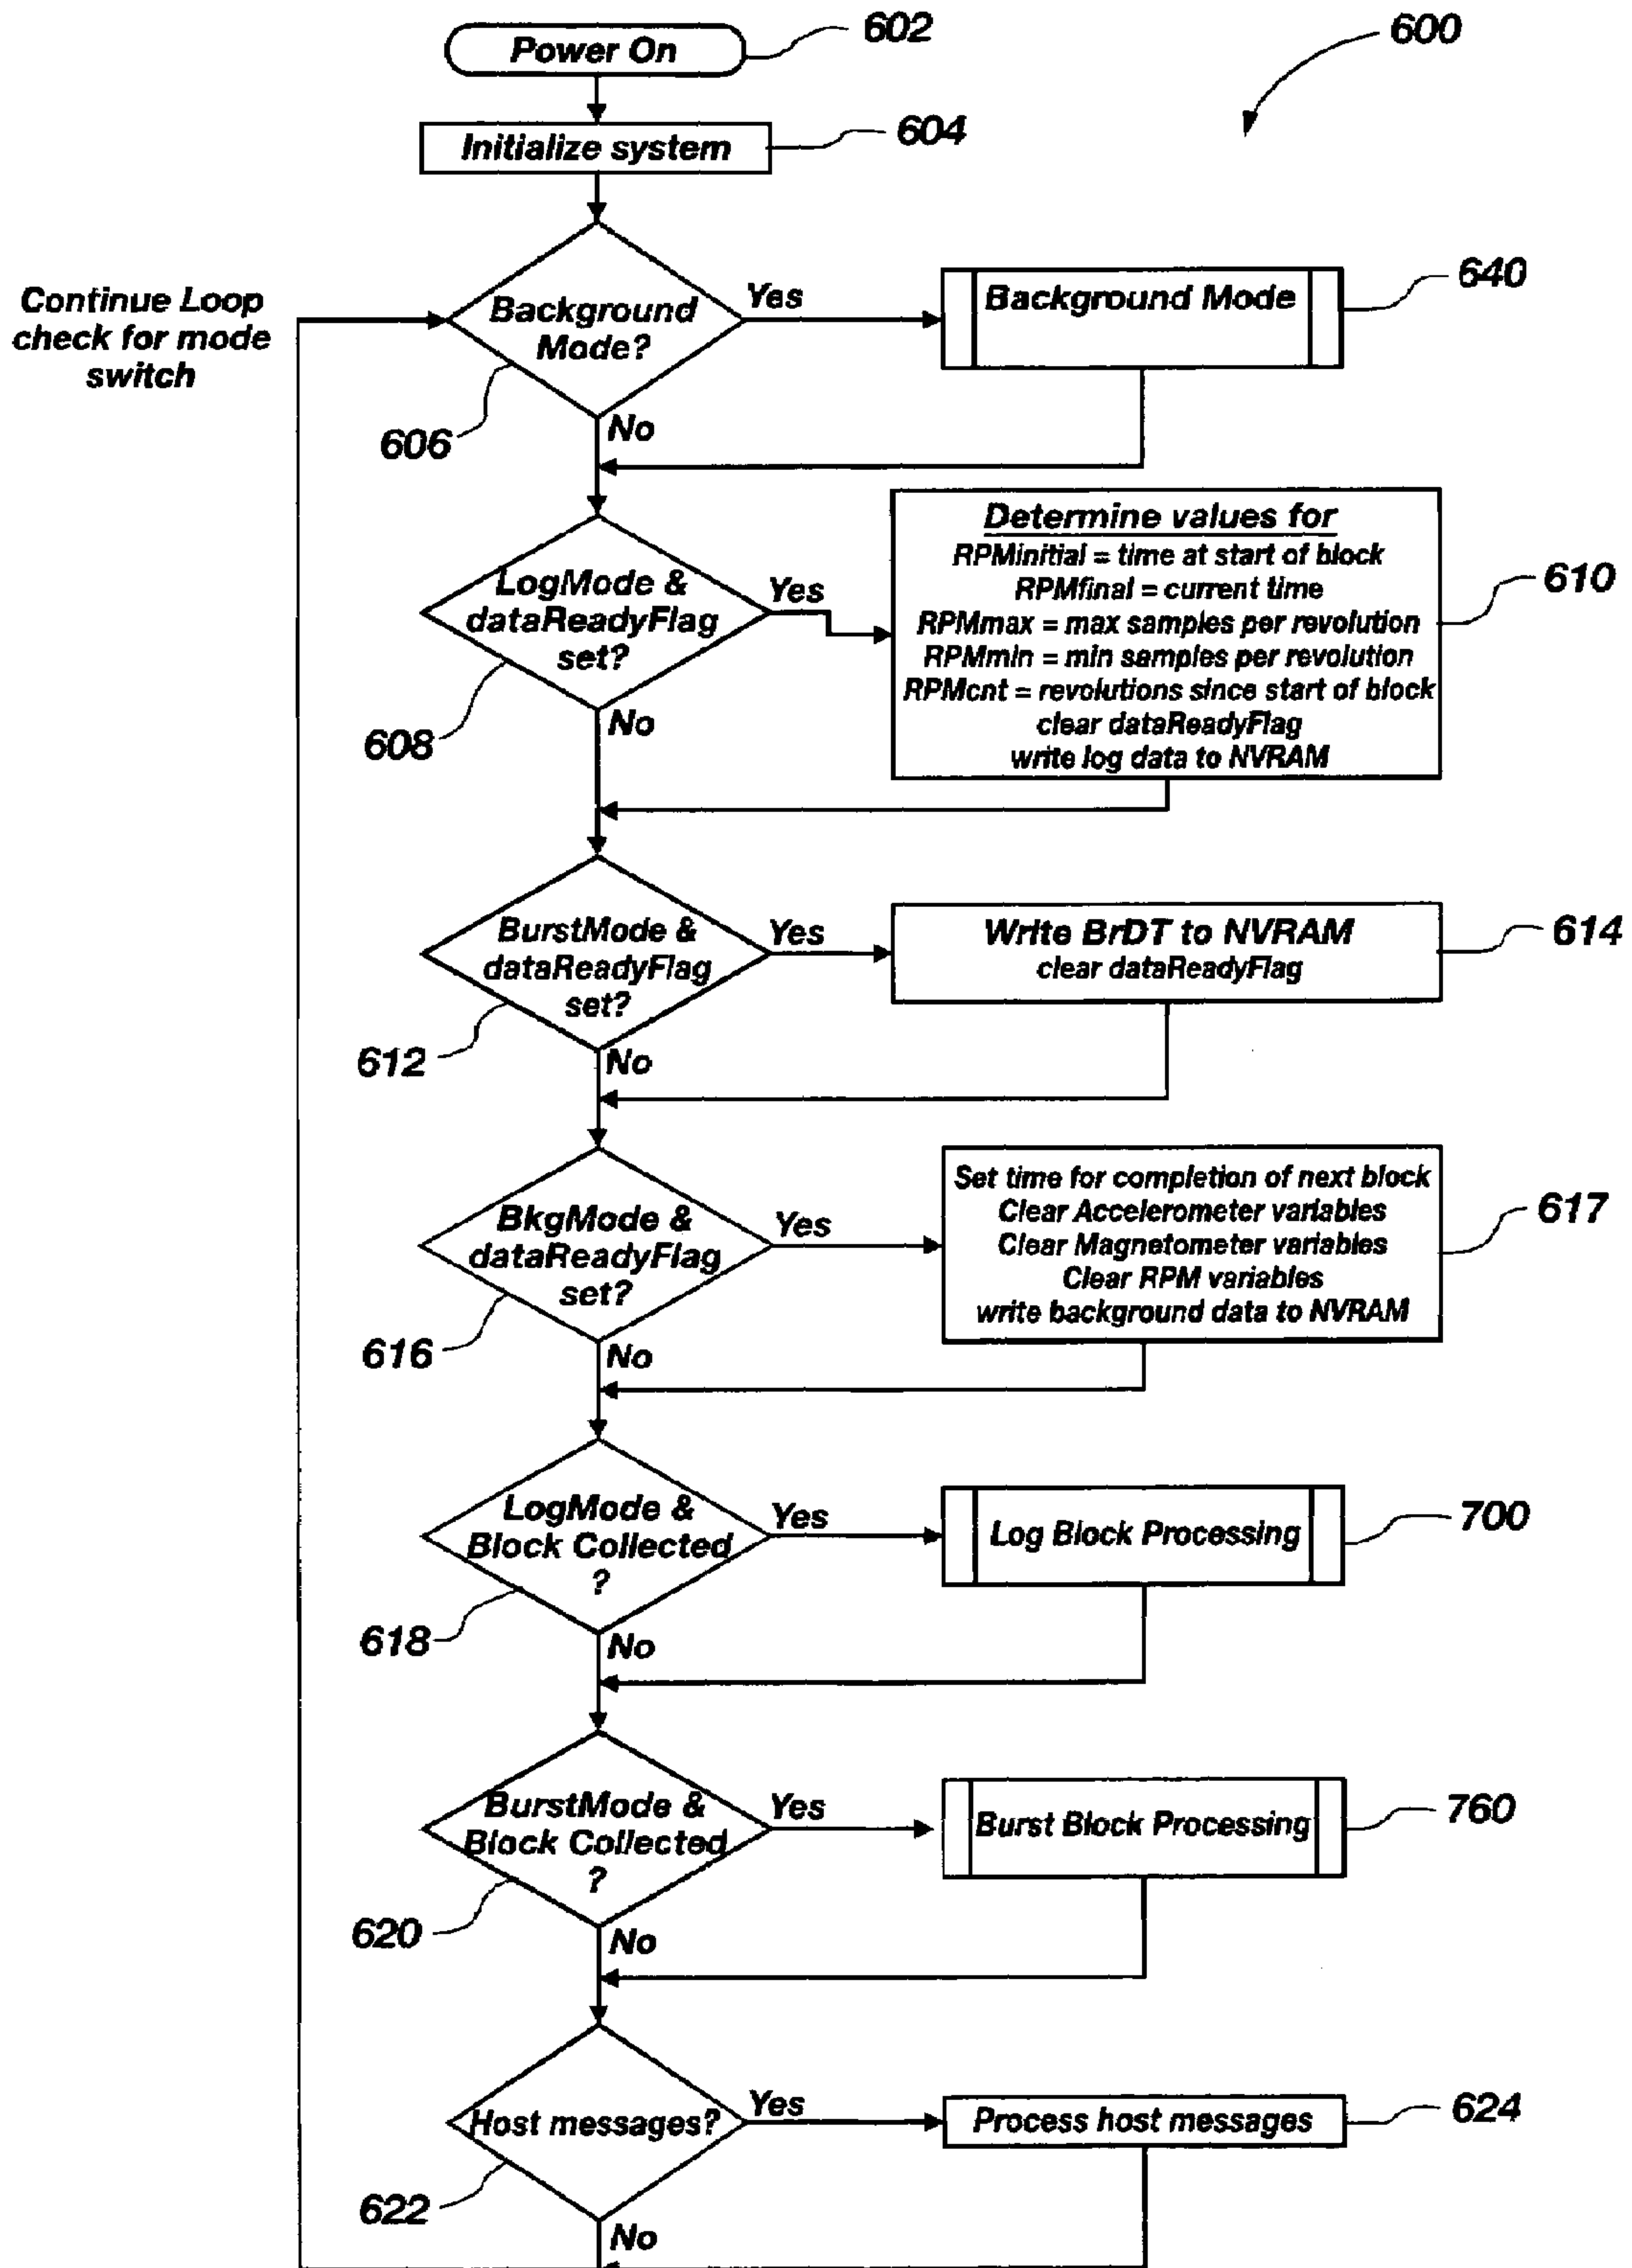 Power On
602
600
Initialize system
604
Continue Loop
check for mode
switch
Background
Mode?
Yes
Background Mode
640
606
No
LogMode &
dataReadyFlag
set?
Yes
Determine values for
RPMinitial = time at start of block
RPMfinal = current time
RPMmax = max samples per revolution
RPMmin = min samples per revolution
RPMcnt = revolutions since start of block
clear dataReadyFlag
write log data to NVRAM
610
608
No
BurstMode &
dataReadyFlag
set?
Yes
Write BrDT to NVRAM
clear dataReadyFlag
614
612
No
BkgMode &
dataReadyFlag
set?
Yes
Set time for completion of next block
Clear Accelerometer variables
Clear Magnetometer variables
Clear RPM variables
write background data to NVRAM
617
616
No
LogMode &
Block Collected
?
Yes
Log Block Processing
700
618
No
BurstMode &
Block Collected
?
Yes
Burst Block Processing
760
620
No
Host messages?
Yes
Process host messages
624
622
No